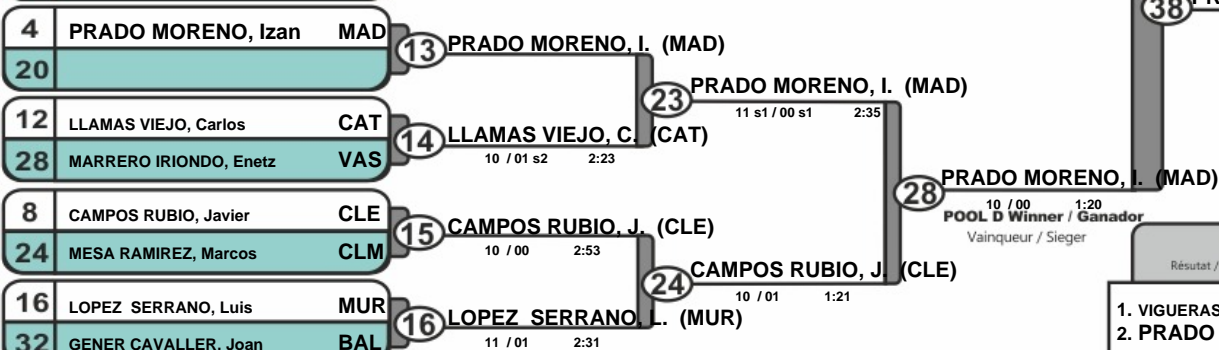 38
4 PRADO MORENO, Izan MAD
20
13 PRADO MORENO, I. (MAD)
23 PRADO MORENO, I. (MAD)
11 s1 / 00 s1 2:35
12 LLAMAS VIEJO, Carlos CAT
28 MARRERO IRIONDO, Enetz VAS
14 LLAMAS VIEJO, C. (CAT)
10 / 01 s2 2:23
28 PRADO MORENO, I. (MAD)
10 / 00 1:20
POOL D Winner / Ganador
Vainqueur / Sieger
8 CAMPOS RUBIO, Javier CLE
24 MESA RAMIREZ, Marcos CLM
15 CAMPOS RUBIO, J. (CLE)
10 / 00 2:53
24 CAMPOS RUBIO, J. (CLE)
10 / 01 1:21
16 LOPEZ SERRANO, Luis MUR
32 GENER CAVALLER, Joan BAL
16 LOPEZ SERRANO, L. (MUR)
11 / 01 2:31
Résutat /
1. VIGUERAS
2. PRADO